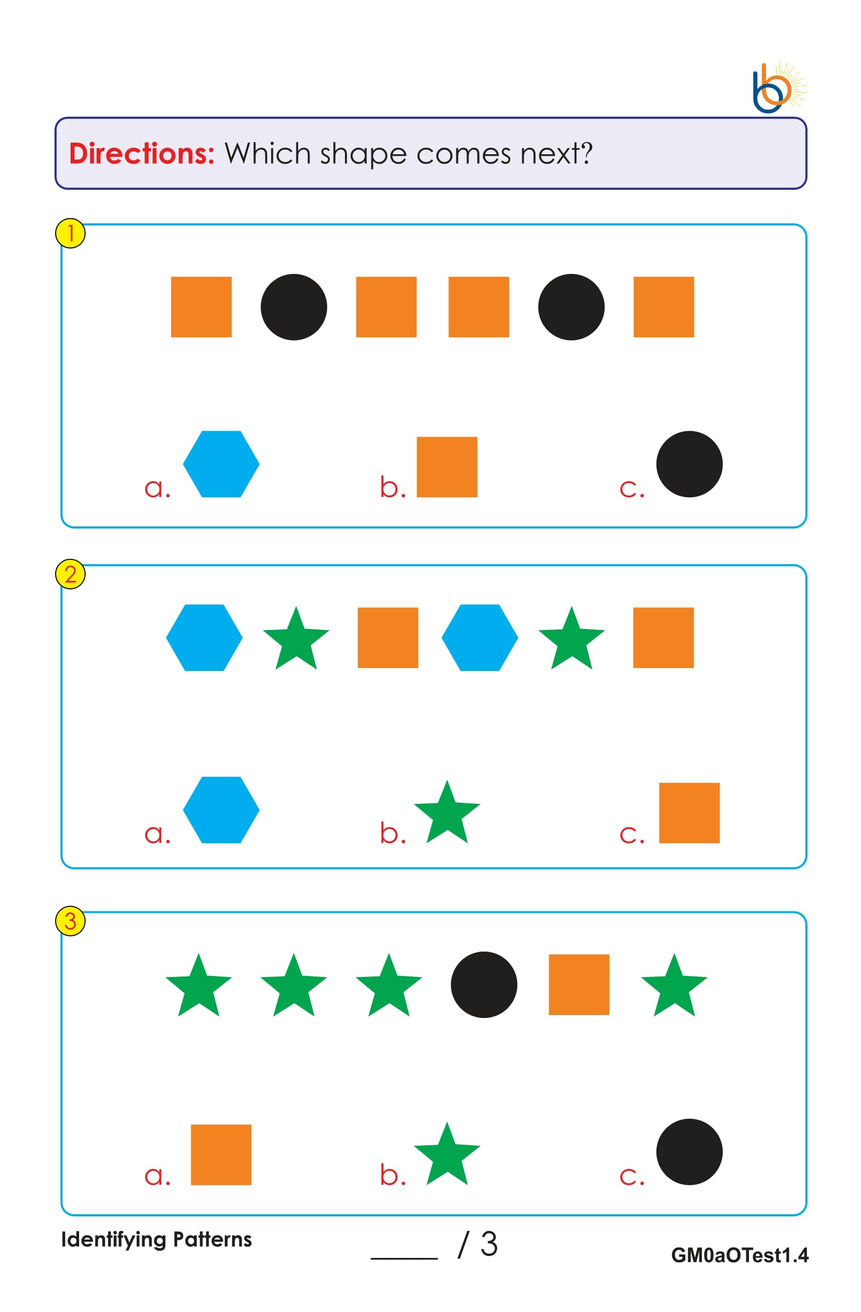 Directions: Which shape comes next?
1
a. b. c.
2
a. b. c.
3
a. b. c.
Identifying Patterns ____ / 3 GM0aOTest1.4